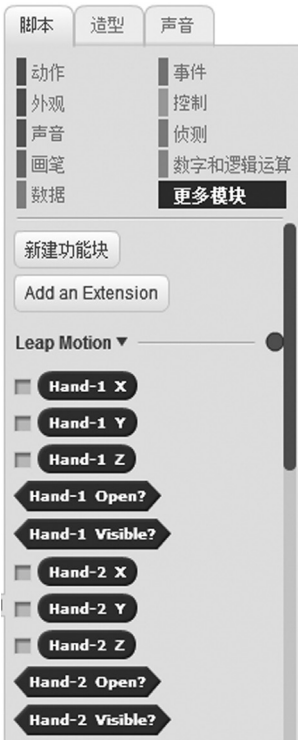 脚本 造型 声音
动作 事件
外观 控制
声音 侦测
画笔 数字和逻辑运算
数据 更多模块
新建功能块
Add an Extension
Leap Motion
Hand-1 X
Hand-1 Y
Hand-1 Z
Hand-1 Open?
Hand-1 Visible?
Hand-2 X
Hand-2 Y
Hand-2 Z
Hand-2 Open?
Hand-2 Visible?